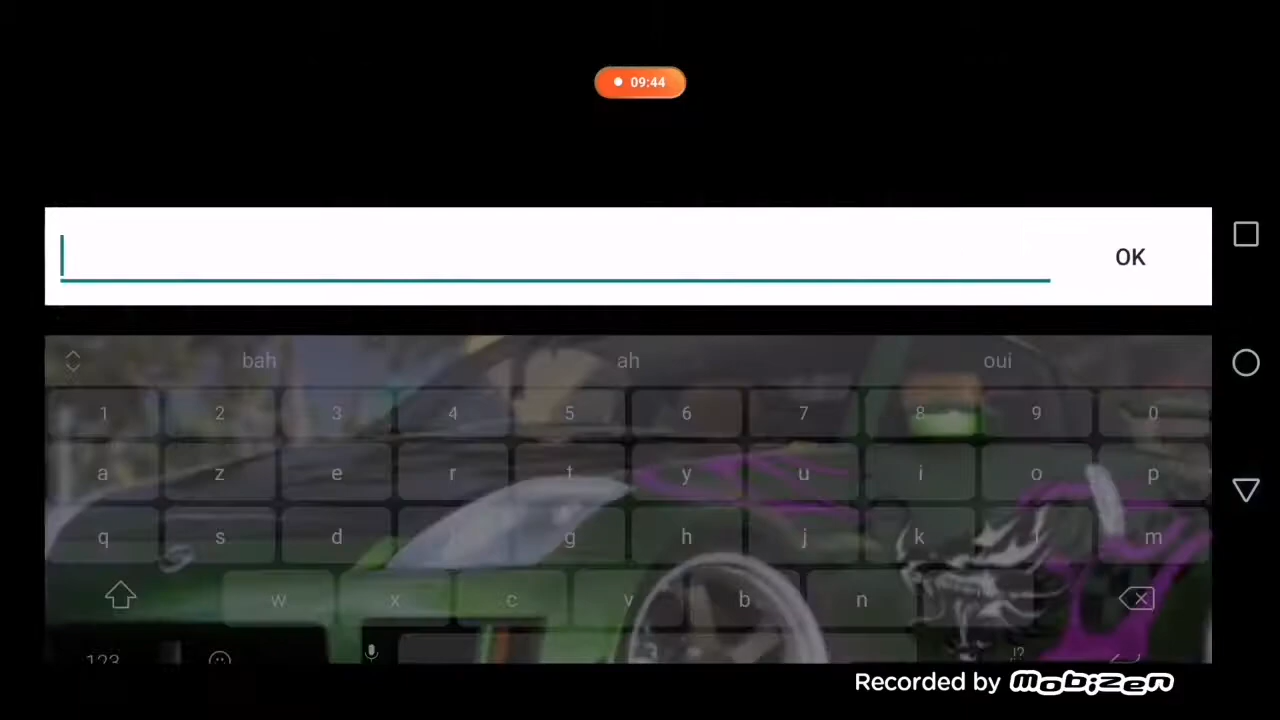 09:44
OK
bah ah oui
1 2 3 4 5 6 7 8 9 0
a z e r t y u i o p
q s d g h j k l m
w x c v b n
123 !?
Recorded by mobizen